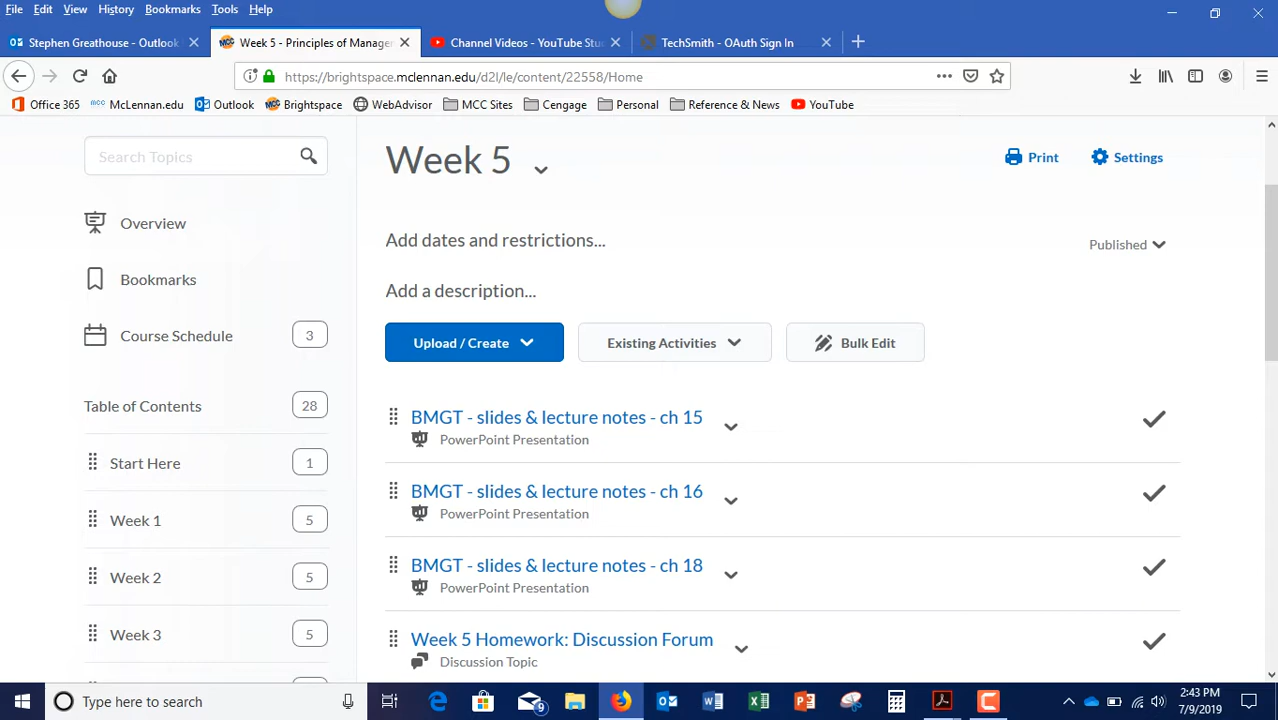 File Edit View History Bookmarks Tools Help
Stephen Greathouse - Outlook
Week 5 - Principles of Manager
Channel Videos - YouTube Stu
TechSmith - OAuth Sign In
https://brightspace.mclennan.edu/d2l/le/content/22558/Home
Office 365 McLennan.edu Outlook Brightspace WebAdvisor MCC Sites Cengage Personal Reference & News YouTube
Search Topics
Overview
Bookmarks
Course Schedule 3
Table of Contents 28
Start Here 1
Week 1 5
Week 2 5
Week 3 5
Week 5
Print Settings
Add dates and restrictions...
Published
Add a description...
Upload / Create Existing Activities Bulk Edit
BMGT - slides & lecture notes - ch 15
PowerPoint Presentation
BMGT - slides & lecture notes - ch 16
PowerPoint Presentation
BMGT - slides & lecture notes - ch 18
PowerPoint Presentation
Week 5 Homework: Discussion Forum
Discussion Topic
Type here to search
9
2:43 PM
7/9/2019